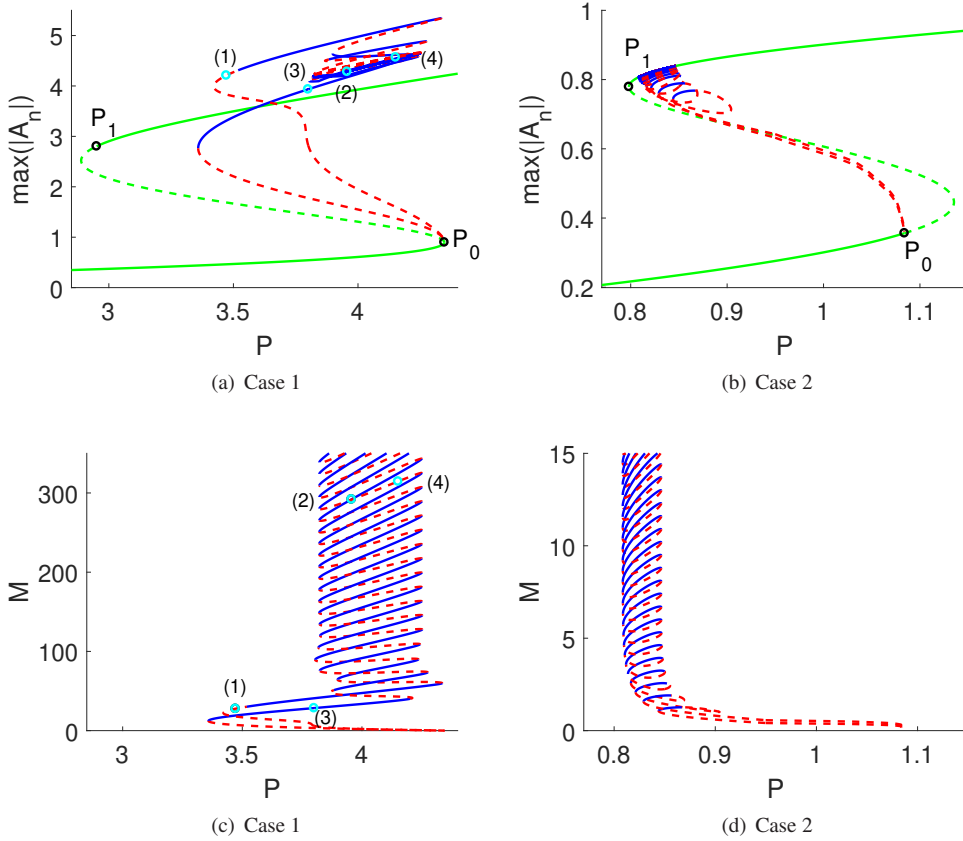 5
4
3
2
1
0
max(|A_n|)
(1)
(3)
(2)
(4)
P_1
P_0
3 3.5 4
P
(a) Case 1
1
0.8
0.6
0.4
0.2
max(|A_n|)
P_1
P_0
0.8 0.9 1 1.1
P
(b) Case 2
300
200
100
0
M
(2)
(4)
(1)
(3)
3 3.5 4
P
(c) Case 1
15
10
5
0
M
0.8 0.9 1 1.1
P
(d) Case 2